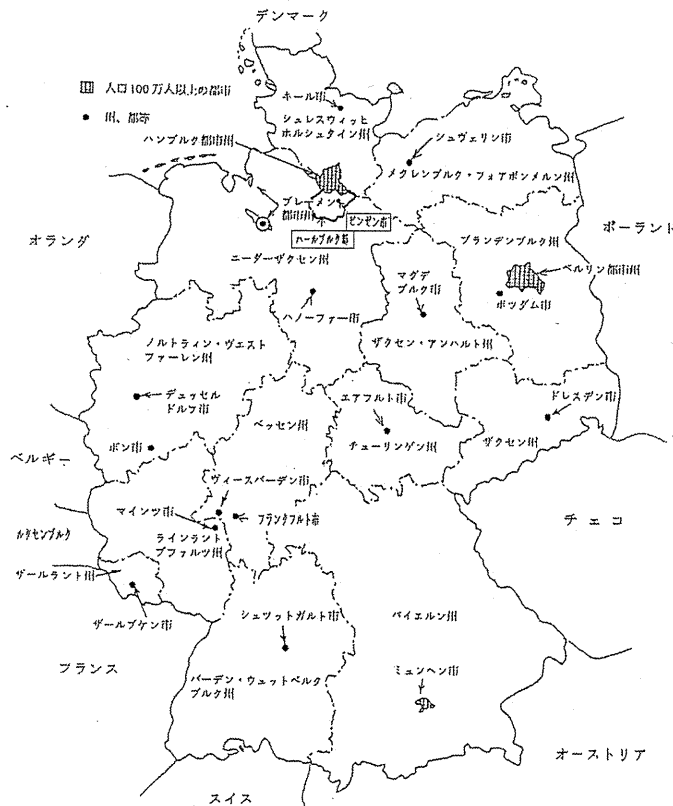 デンマーク
人口100万人以上の都市
州、都等
キール市
シュレスウィッヒ
ホルシュタイン州
ハンブルク都市州
シュヴェリン市
メクレンブルク・フォアポンメルン州
ブレーメン
都市州
ビンゼン市
ハールブルク郡
オランダ
ニーダーザクセン州
ブランデンブルク州
ポーランド
ベルリン都市州
ポツダム市
マグデ
ブルク市
ハノーファー市
ザクセン・アンハルト州
ノルトライン・ヴェスト
ファーレン州
デュッセル
ドルフ市
ボン市
ベッセン州
エアフルト市
チューリンゲン州
ドレスデン市
ザクセン州
ベルギー
ヴィースバーデン市
マインツ市
フランクフルト市
ラインラント
プファルツ州
ルクセンブルク
チェコ
ザールラント州
ザールブケン市
シュツットガルト市
バイエルン州
フランス
バーデン・ウェットベルク
ブルク州
ミュンヘン市
オーストリア
スイス